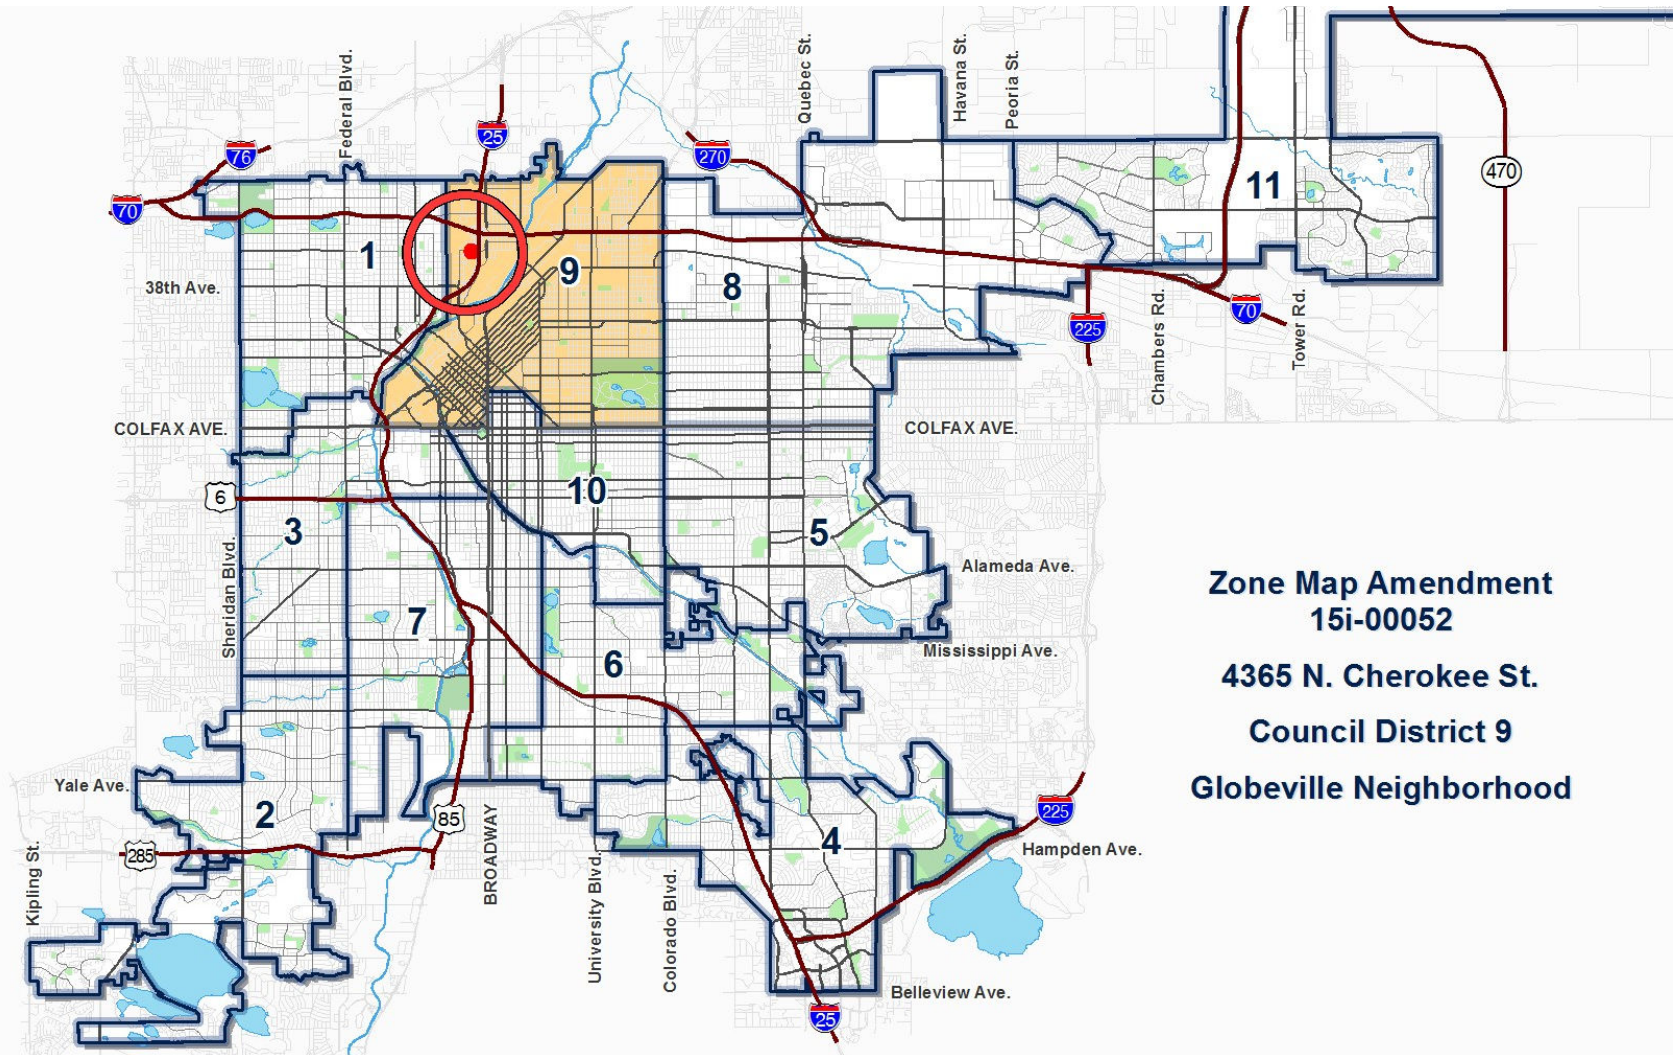 Federal Blvd.
Quebec St.
Havana St.
Peoria St.
25
76
270
70
470
11
1
9
8
38th Ave.
70
225
Chambers Rd.
Tower Rd.
COLFAX AVE.
COLFAX AVE.
6
10
3
5
Sheridan Blvd.
Alameda Ave.
7
Mississippi Ave.
6
Zone Map Amendment
15i-00052
4365 N. Cherokee St.
Council District 9
Globeville Neighborhood
Yale Ave.
2
85
BROADWAY
4
225
285
Hampden Ave.
Kipling St.
University Blvd.
Colorado Blvd.
Belleview Ave.
25